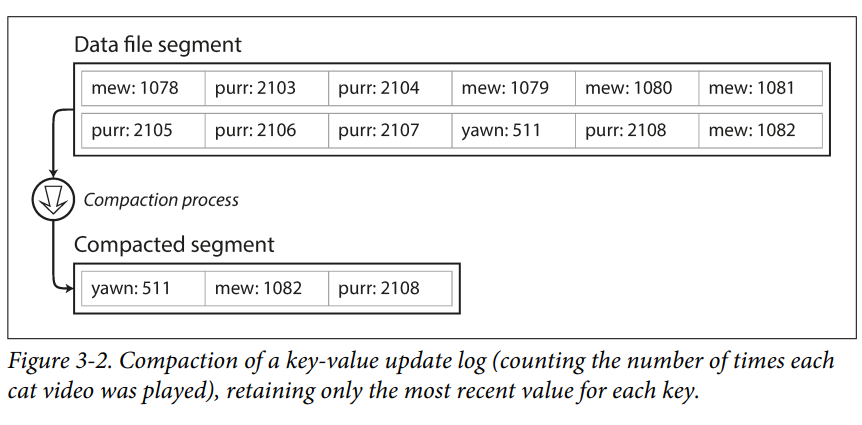 Data file segment
mew: 1078 purr: 2103 purr: 2104 mew: 1079 mew: 1080 mew: 1081
purr: 2105 purr: 2106 purr: 2107 yawn: 511 purr: 2108 mew: 1082
Compaction process
Compacted segment
yawn: 511 mew: 1082 purr: 2108
Figure 3-2. Compaction of a key-value update log (counting the number of times each
cat video was played), retaining only the most recent value for each key.